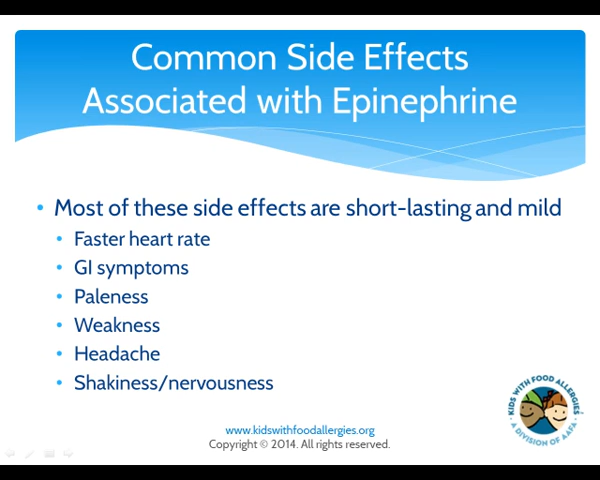 Common Side Effects
Associated with Epinephrine
• Most of these side effects are short-lasting and mild
• Faster heart rate
• GI symptoms
• Paleness
• Weakness
• Headache
• Shakiness/nervousness
KIDS WITH FOOD ALLERGIES
A DIVISION OF AAFA
www.kidswithfoodallergies.org
Copyright © 2014. All rights reserved.